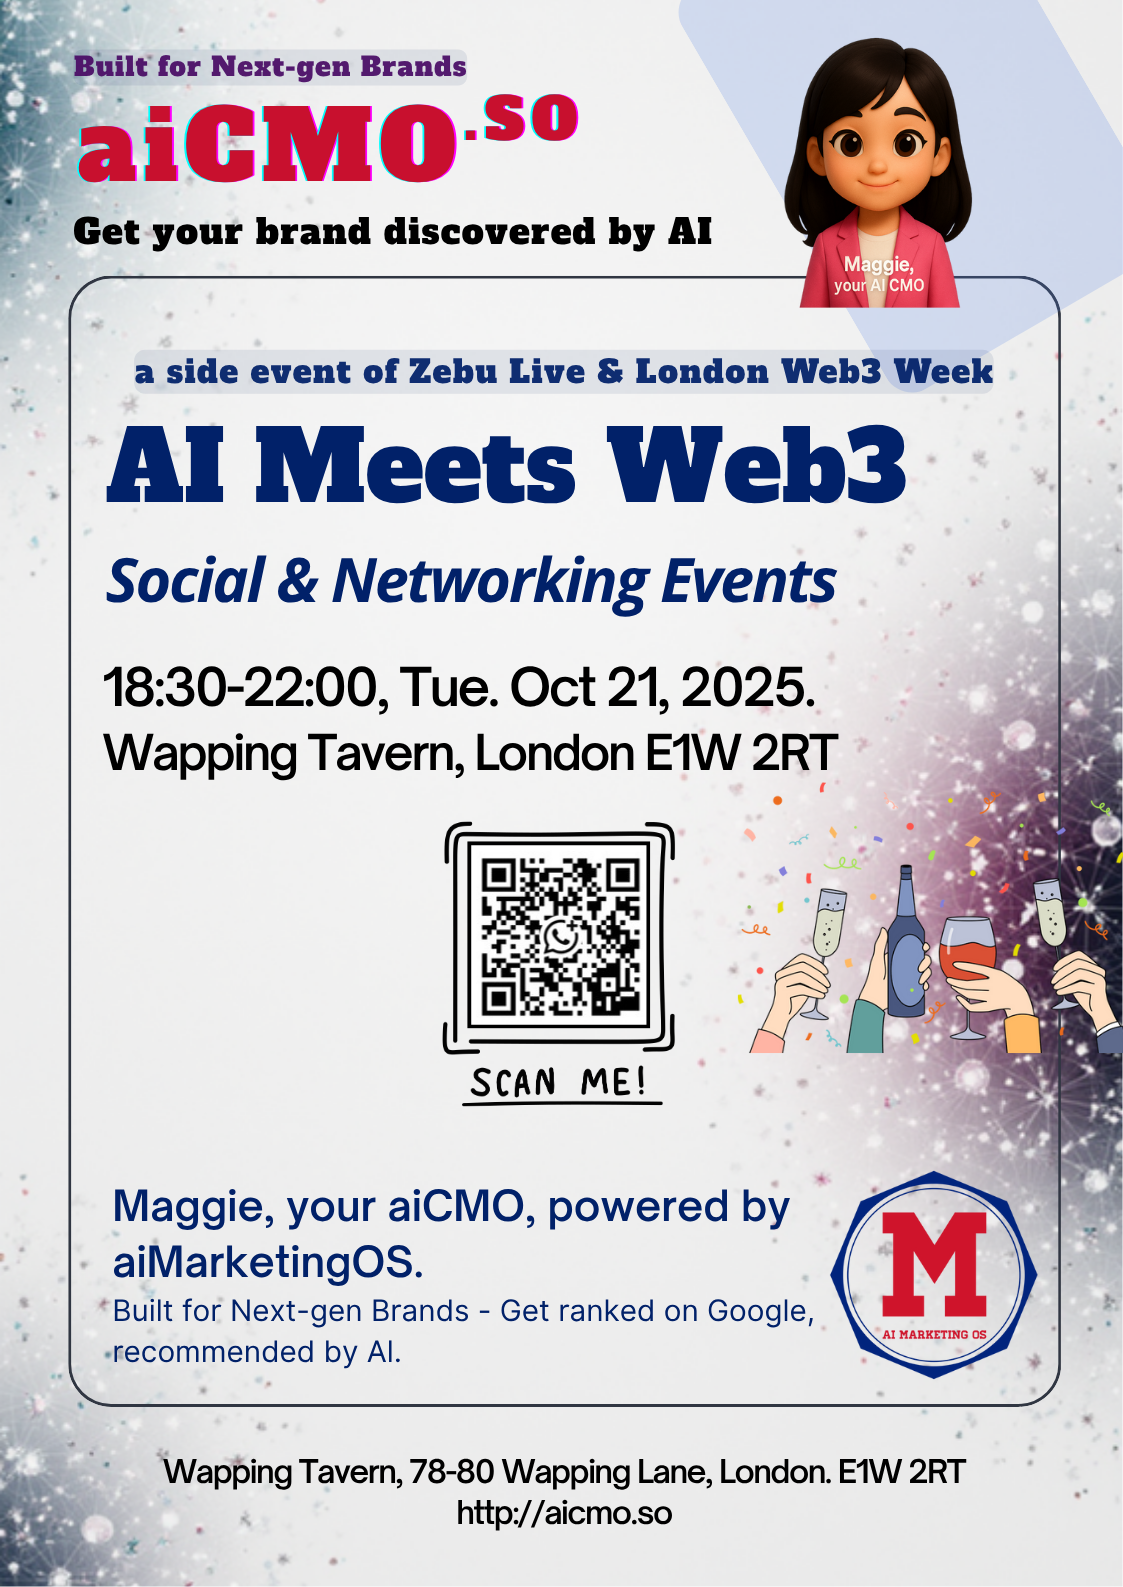 Built for Next-gen Brands
aiCMO.SO
Get your brand discovered by AI
Maggie,
your AI CMO
a side event of Zebu Live & London Web3 Week
AI Meets Web3
Social & Networking Events
18:30-22:00, Tue. Oct 21, 2025.
Wapping Tavern, London E1W 2RT
SCAN ME!
Maggie, your aiCMO, powered by
aiMarketingOS.
Built for Next-gen Brands - Get ranked on Google,
recommended by AI.
M
AI MARKETING OS
Wapping Tavern, 78-80 Wapping Lane, London. E1W 2RT
http://aicmo.so